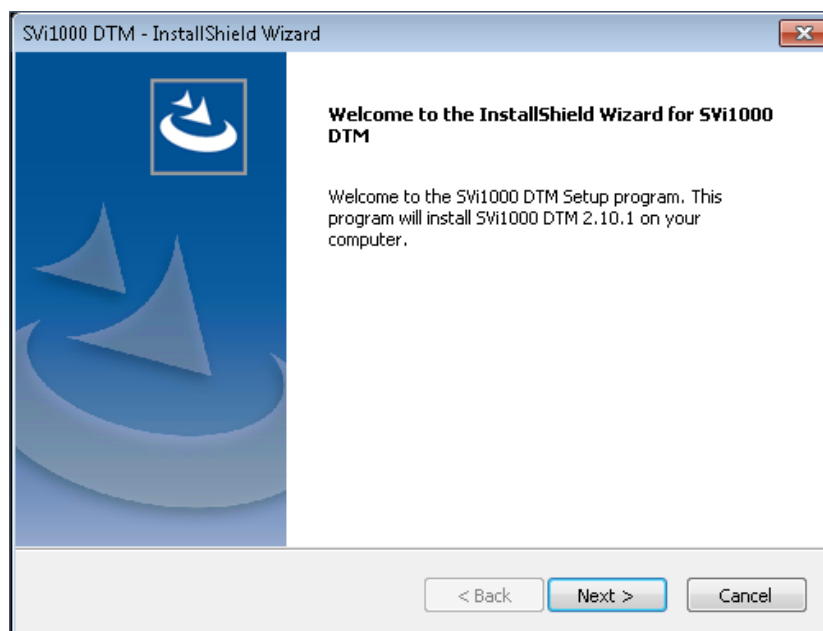 SVi1000 DTM - InstallShield Wizard
Welcome to the InstallShield Wizard for SVi1000
DTM
Welcome to the SVi1000 DTM Setup program. This
program will install SVi1000 DTM 2.10.1 on your
computer.
< Back
Next >
Cancel